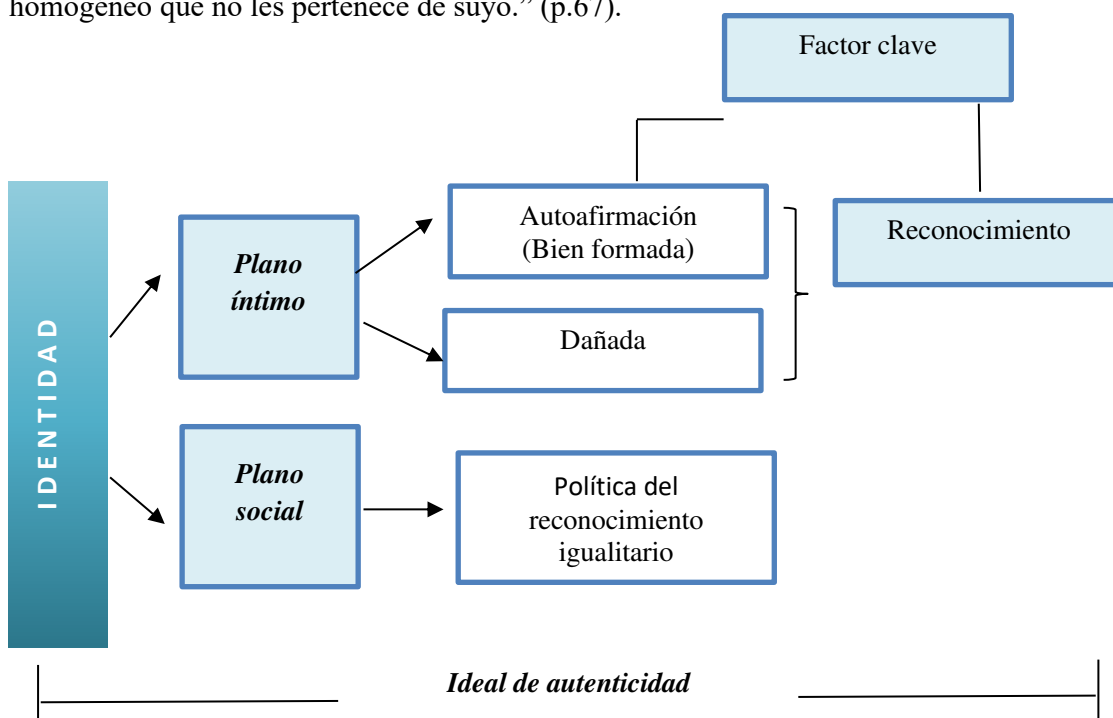 homogéneo que no les pertenece de suyo.” (p.67).
Factor clave
Autoafirmación
(Bien formada)
Reconocimiento
Plano
íntimo
Dañada
IDENTIDAD
Plano
social
Política del
reconocimiento
igualitario
Ideal de autenticidad